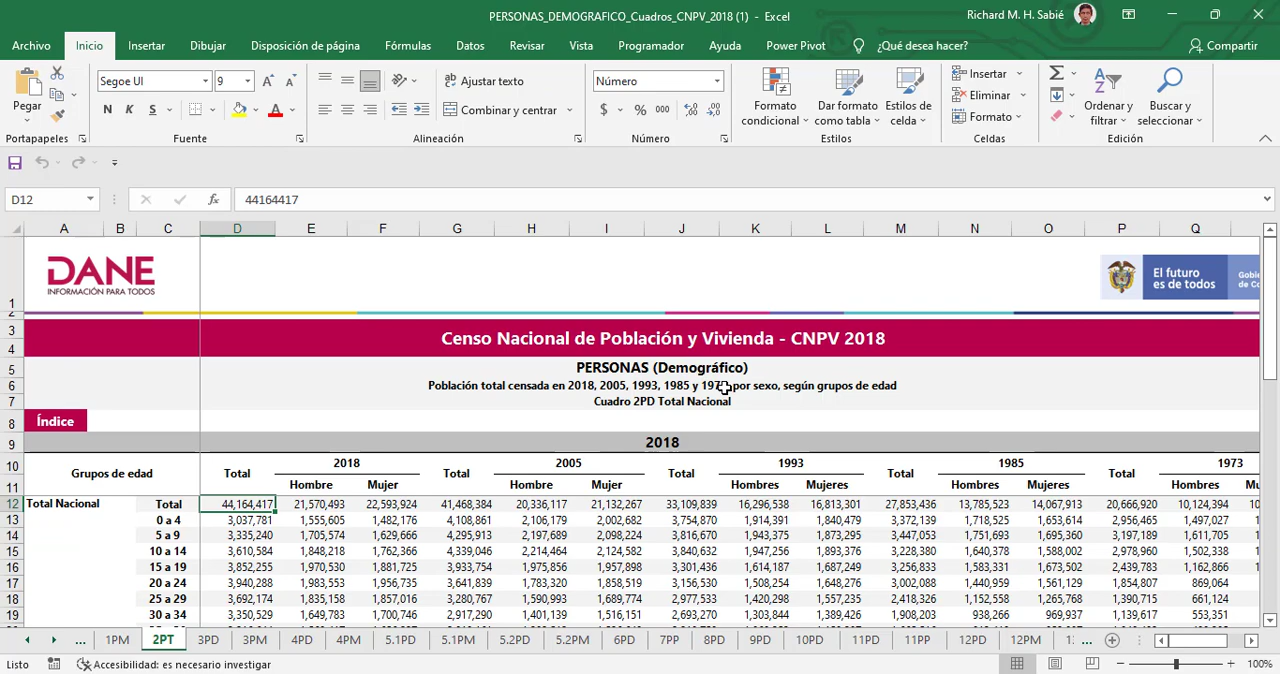 PERSONAS_DEMOGRAFICO_Cuadros_CNPV_2018 (1) - Excel
Richard M. H. Sabié
Archivo Inicio Insertar Dibujar Disposición de página Fórmulas Datos Revisar Vista Programador Ayuda Power Pivot ¿Qué desea hacer? Compartir
Pegar
Portapapeles
Segoe UI 9
N K S
Fuente
Ajustar texto
Combinar y centrar
Alineación
Número
$ % 000
Número
Formato condicional
Dar formato como tabla
Estilos de celda
Estilos
Insertar
Eliminar
Formato
Celdas
Ordenar y filtrar
Buscar y seleccionar
Edición
D12 fx 44164417
A B C D E F G H I J K L M N O P Q
DANE
INFORMACIÓN PARA TODOS
El futuro
es de todos
1
2
3 Censo Nacional de Población y Vivienda - CNPV 2018
4
5 PERSONAS (Demográfico)
6 Población total censada en 2018, 2005, 1993, 1985 y por sexo, según grupos de edad
7 Cuadro 2PD Total Nacional
8 Índice
9 2018
10 Grupos de edad Total 2018 Total 2005 Total 1993 Total 1985 Total 1973
11 Hombre Mujer Hombre Mujer Hombres Mujeres Hombres Mujeres Hombres
12 Total Nacional Total 44,164,417 21,570,493 22,593,924 41,468,384 20,336,117 21,132,267 33,109,839 16,296,538 16,813,301 27,853,436 13,785,523 14,067,913 20,666,920 10,124,394
13 0 a 4 3,037,781 1,555,605 1,482,176 4,108,861 2,106,179 2,002,682 3,754,870 1,914,391 1,840,479 3,372,139 1,718,525 1,653,614 2,956,465 1,497,027
14 5 a 9 3,335,240 1,705,574 1,629,666 4,295,913 2,197,689 2,098,224 3,816,670 1,943,375 1,873,295 3,447,053 1,751,693 1,695,360 3,197,189 1,611,705
15 10 a 14 3,610,584 1,848,218 1,762,366 4,339,046 2,214,464 2,124,582 3,840,632 1,947,256 1,893,376 3,228,380 1,640,378 1,588,002 2,978,960 1,502,338
16 15 a 19 3,852,255 1,970,530 1,881,725 3,933,754 1,975,856 1,957,898 3,301,436 1,614,187 1,687,249 3,256,833 1,583,331 1,673,502 2,439,783 1,162,866
17 20 a 24 3,940,288 1,983,553 1,956,735 3,641,839 1,783,320 1,858,519 3,156,530 1,508,254 1,648,276 3,002,088 1,440,959 1,561,129 1,854,807 869,064
18 25 a 29 3,692,174 1,835,158 1,857,016 3,280,767 1,591,093 1,689,774 2,977,533 1,420,298 1,557,235 2,418,326 1,152,558 1,265,768 1,390,715 661,124
19 30 a 34 3,350,529 1,649,783 1,700,746 2,917,290 1,401,139 1,516,151 2,693,270 1,303,844 1,389,426 1,908,203 938,266 969,937 1,139,617 553,351
... 1PM 2PT 3PD 3PM 4PD 4PM 5.1PD 5.1PM 5.2PD 5.2PM 6PD 7PP 8PD 9PD 10PD 11PD 11PP 12PD 12PM ...
Listo Accesibilidad: es necesario investigar 100%